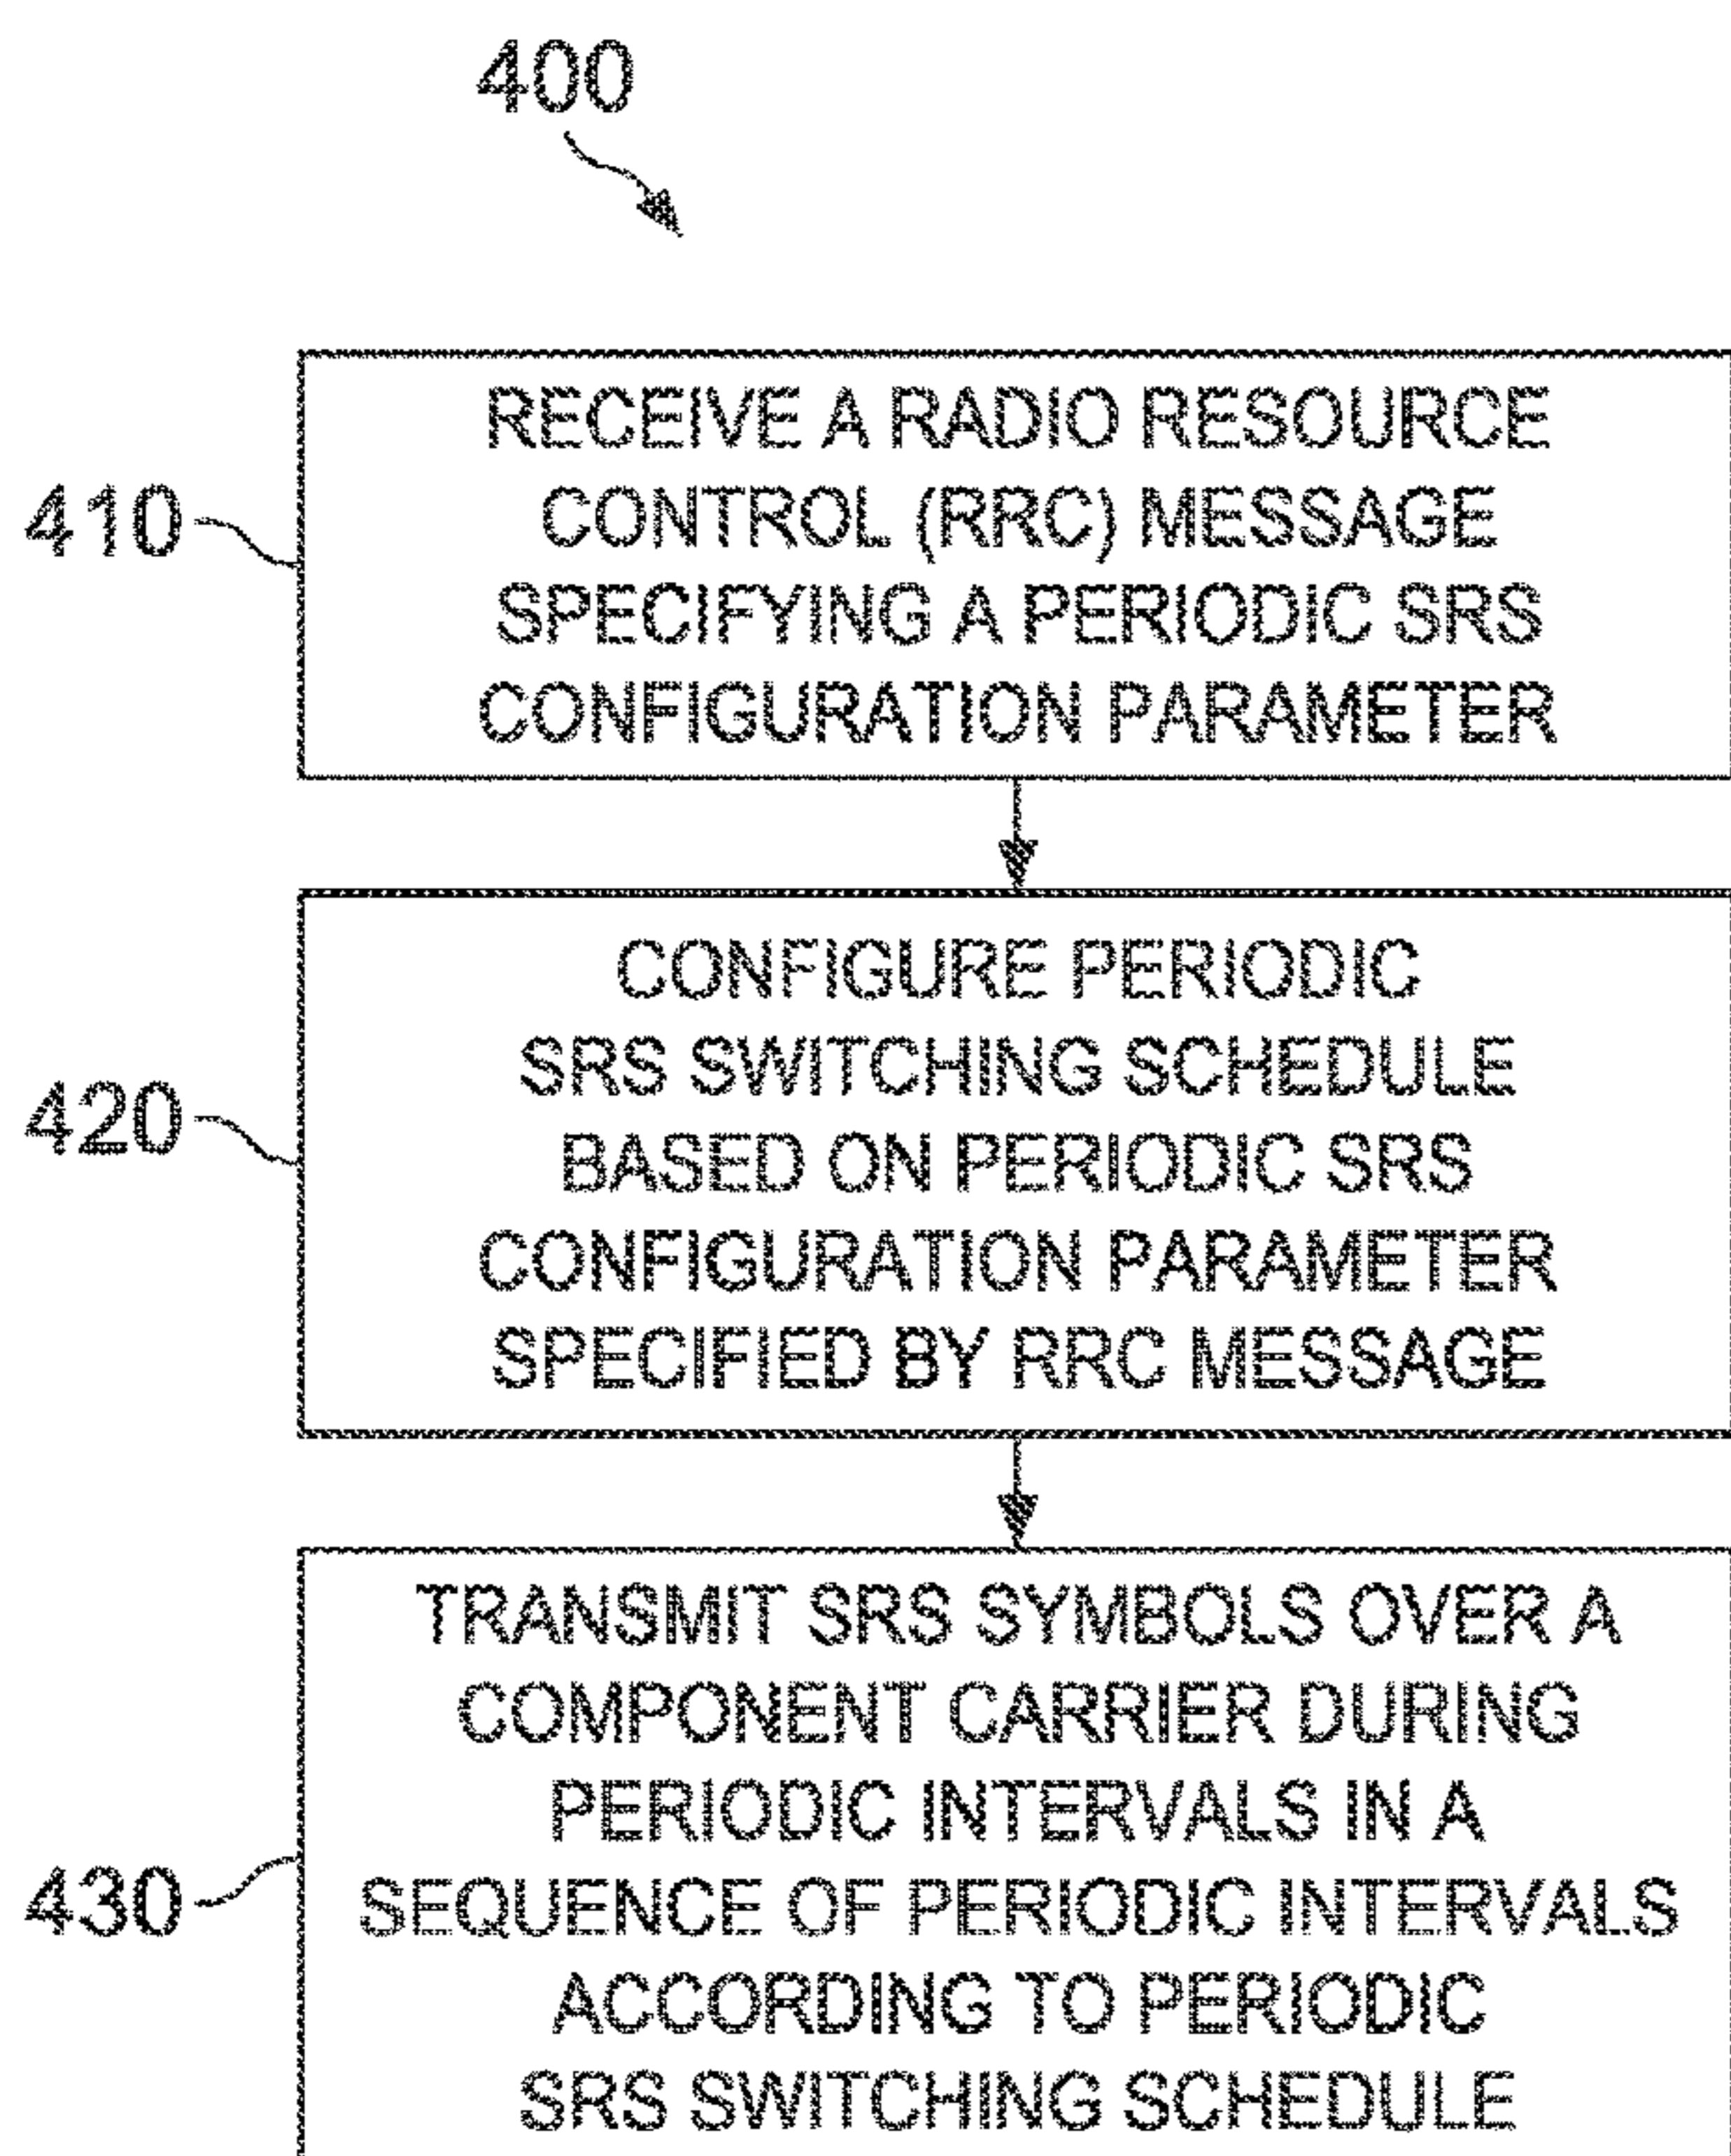 400
410
RECEIVE A RADIO RESOURCE
CONTROL (RRC) MESSAGE
SPECIFYING A PERIODIC SRS
CONFIGURATION PARAMETER
420
CONFIGURE PERIODIC
SRS SWITCHING SCHEDULE
BASED ON PERIODIC SRS
CONFIGURATION PARAMETER
SPECIFIED BY RRC MESSAGE
430
TRANSMIT SRS SYMBOLS OVER A
COMPONENT CARRIER DURING
PERIODIC INTERVALS IN A
SEQUENCE OF PERIODIC INTERVALS
ACCORDING TO PERIODIC
SRS SWITCHING SCHEDULE